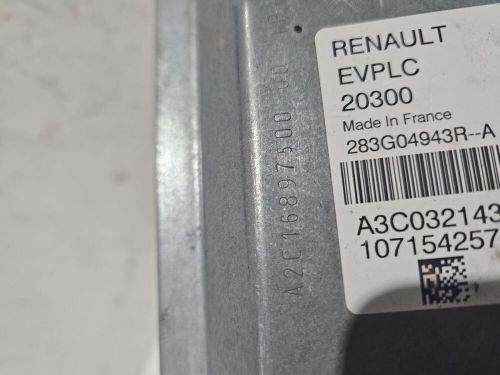 RENAULT
EVPLC
20300
Made in France
283G04943R--A
A3C032143
107154257
A2C16897500